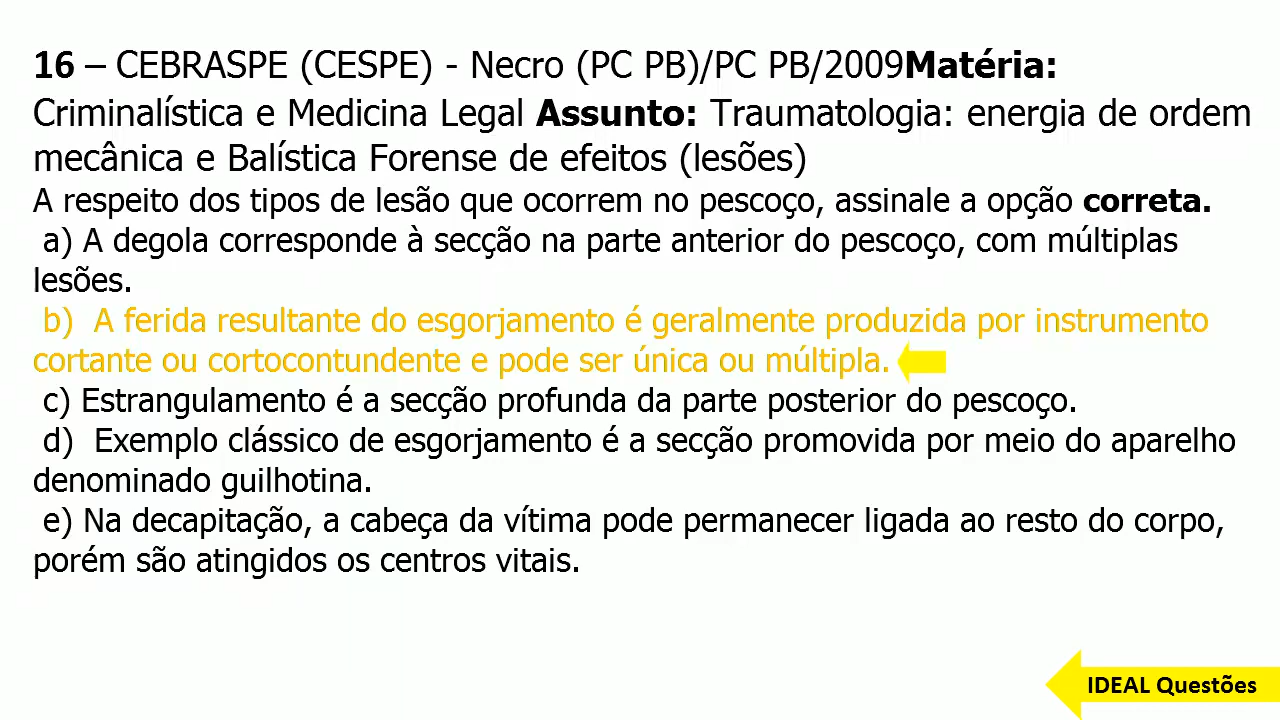 16 – CEBRASPE (CESPE) - Necro (PC PB)/PC PB/2009Matéria:
Criminalística e Medicina Legal Assunto: Traumatologia: energia de ordem
mecânica e Balística Forense de efeitos (lesões)
A respeito dos tipos de lesão que ocorrem no pescoço, assinale a opção correta.
a) A degola corresponde à secção na parte anterior do pescoço, com múltiplas
lesões.
b) A ferida resultante do esgorjamento é geralmente produzida por instrumento
cortante ou cortocontundente e pode ser única ou múltipla.
c) Estrangulamento é a secção profunda da parte posterior do pescoço.
d) Exemplo clássico de esgorjamento é a secção promovida por meio do aparelho
denominado guilhotina.
e) Na decapitação, a cabeça da vítima pode permanecer ligada ao resto do corpo,
porém são atingidos os centros vitais.
IDEAL Questões